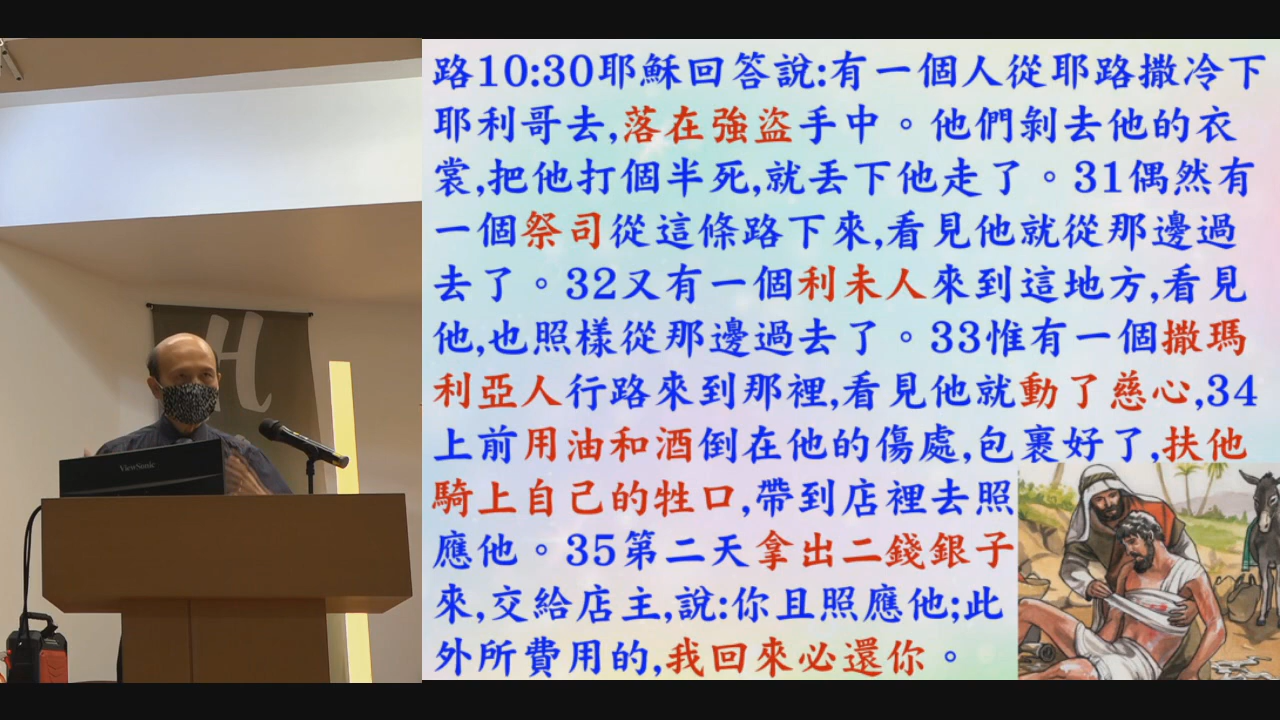 路10:30耶穌回答說:有一個人從耶路撒冷下
耶利哥去,落在強盜手中。他們剝去他的衣
裳,把他打個半死,就丟下他走了。31偶然有
一個祭司從這條路下來,看見他就從那邊過
去了。32又有一個利未人來到這地方,看見
他,也照樣從那邊過去了。33惟有一個撒瑪
利亞人行路來到那裡,看見他就動了慈心,34
上前用油和酒倒在他的傷處,包裹好了,扶他
騎上自己的牲口,帶到店裡去照
應他。35第二天拿出二錢銀子
來,交給店主,說:你且照應他;此
外所費用的,我回來必還你。
H
ViewSonic